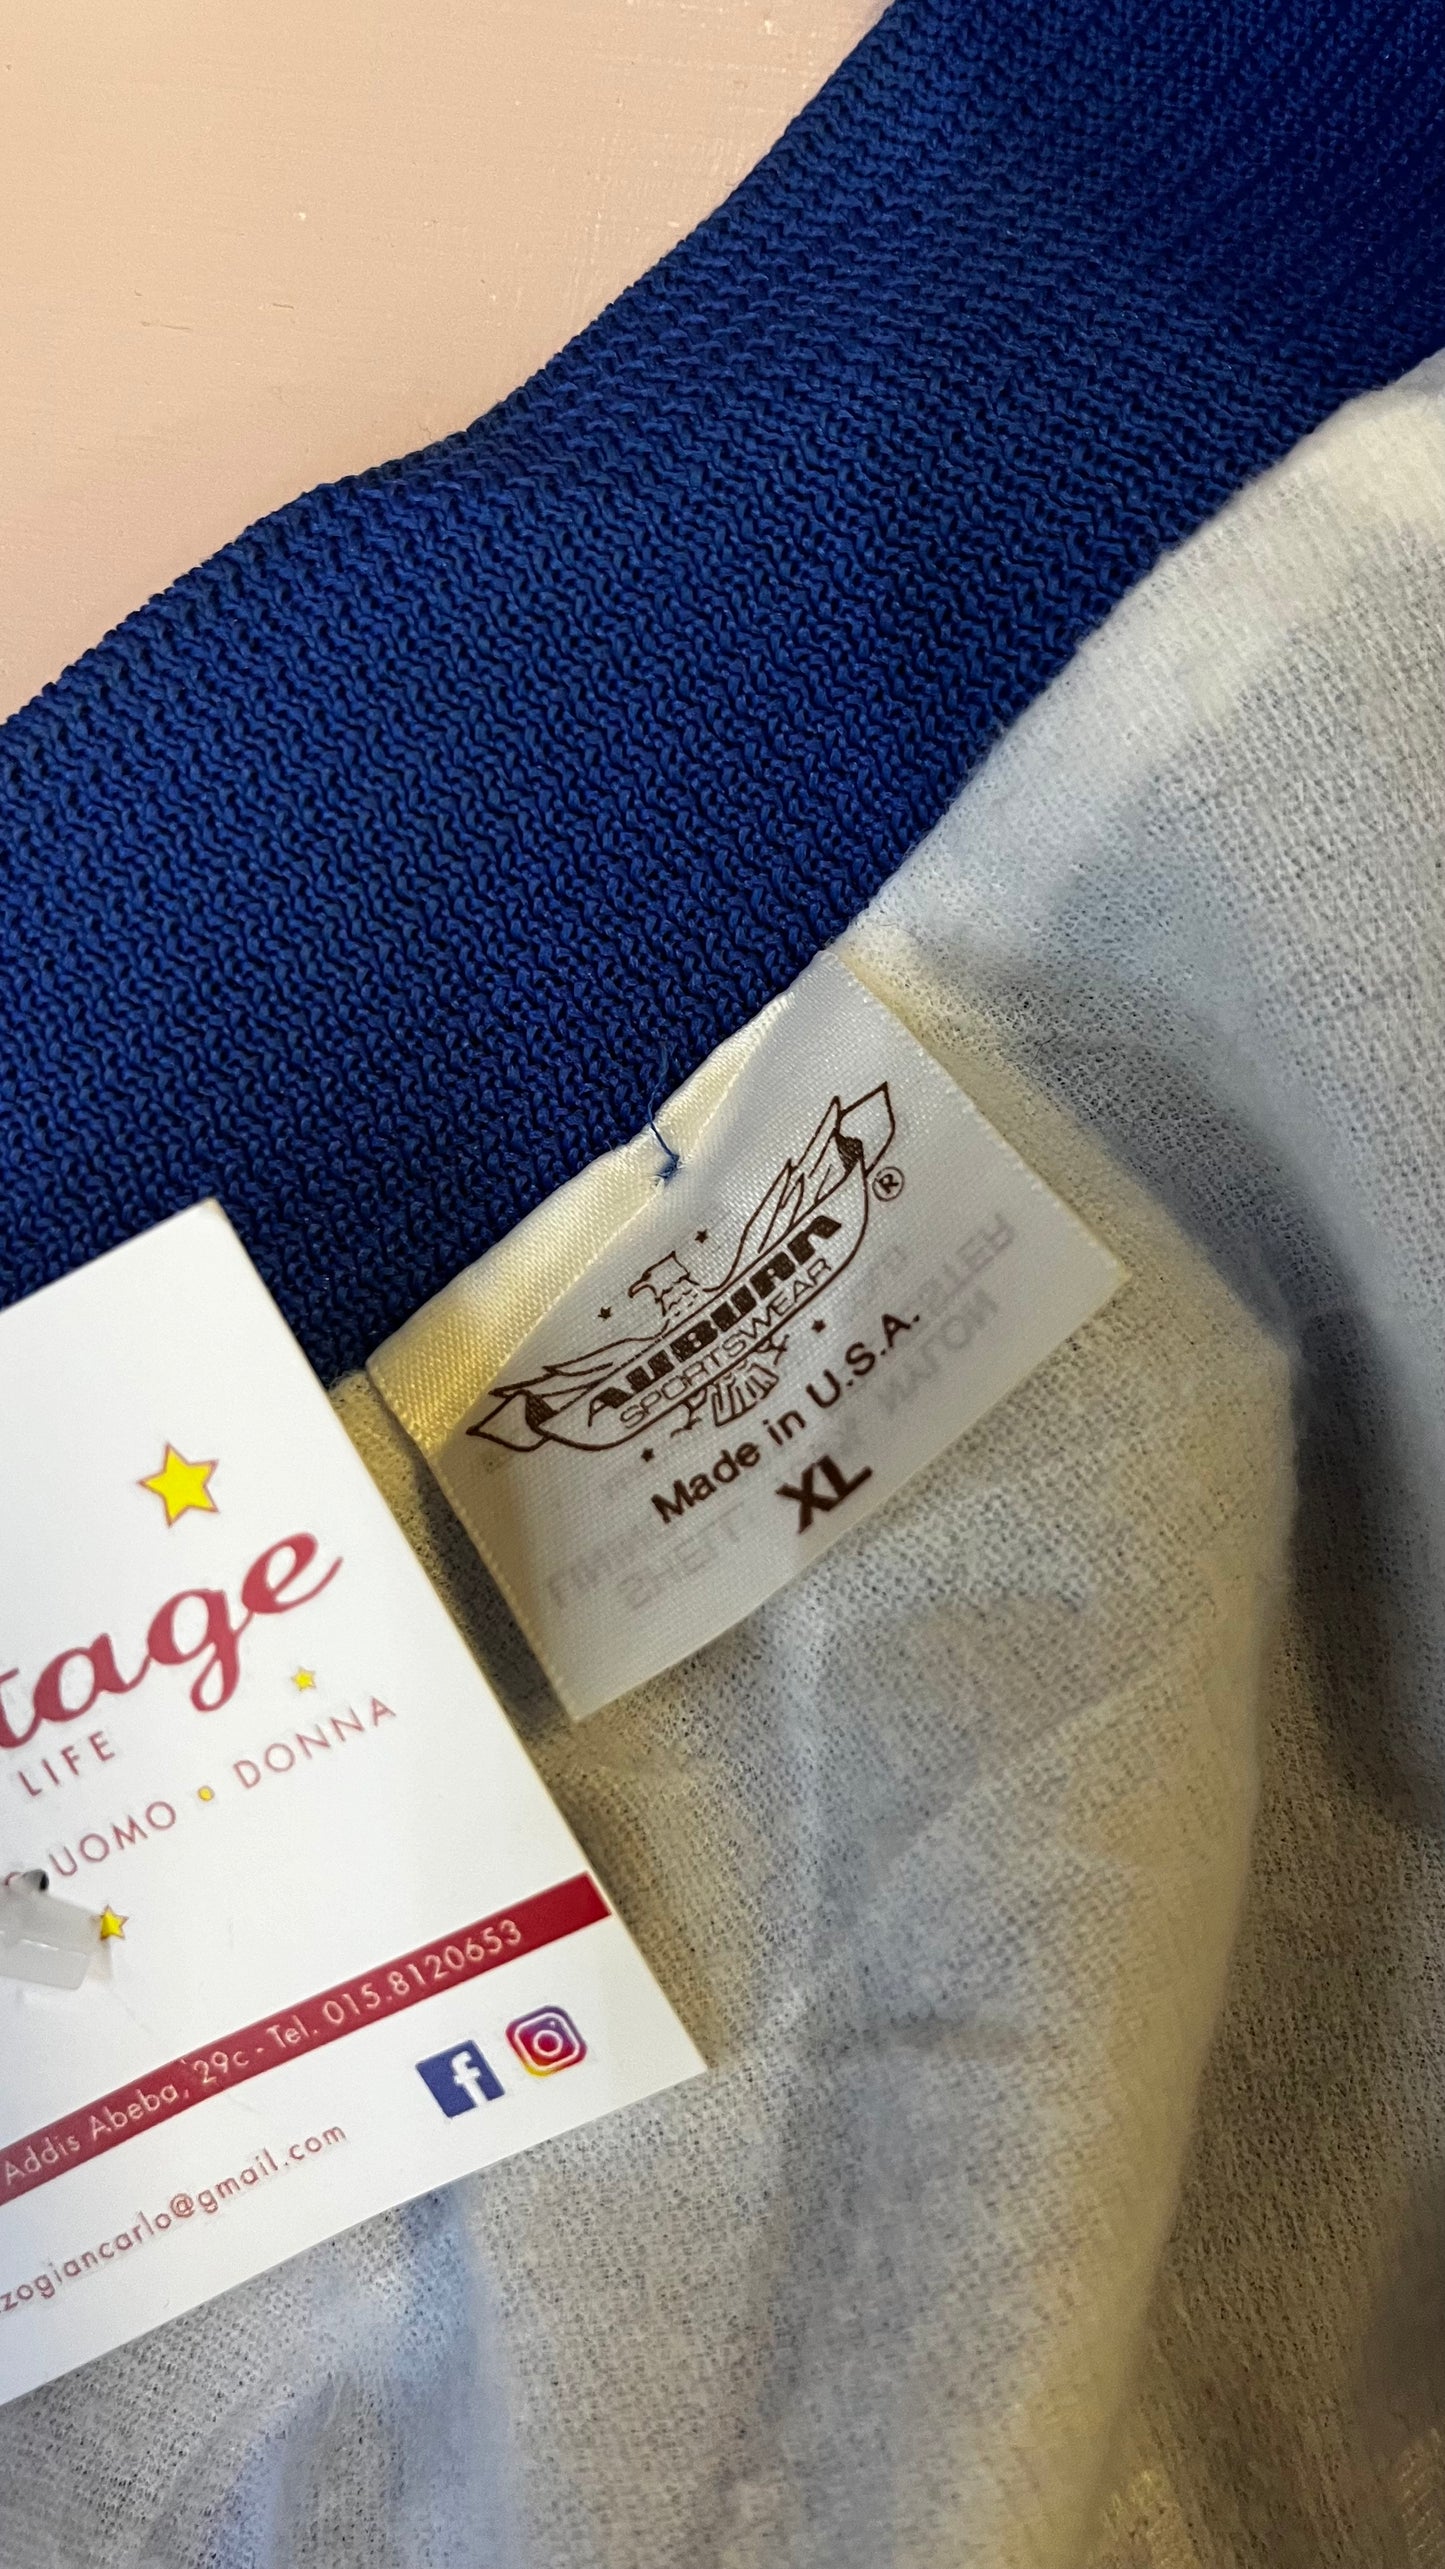 AUBURN ®
SPORTSWEAR
Made in U.S.A.
XL
tage
LIFE
UOMO • DONNA
Addis Abeba, 29c - Tel. 015.8120653
zogiancarlo@gmail.com